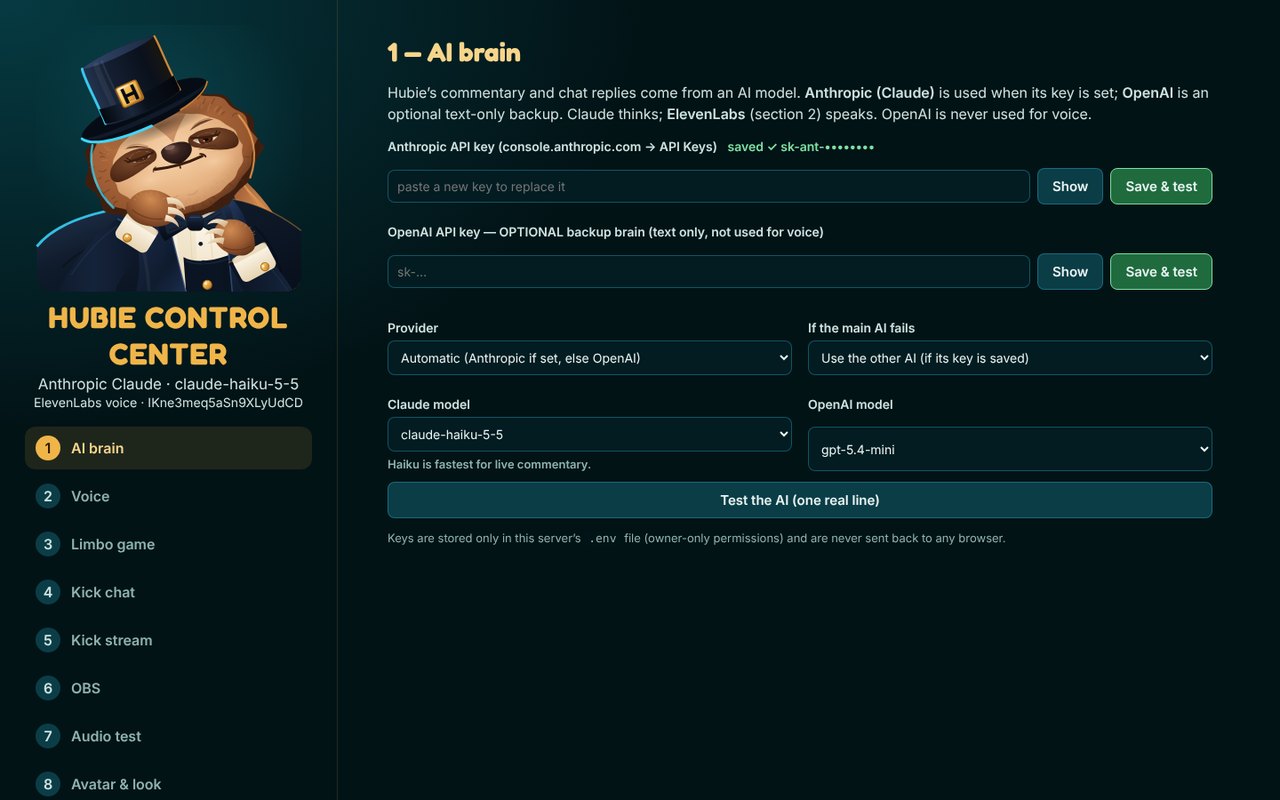 H
HUBIE CONTROL
CENTER
Anthropic Claude · claude-haiku-5-5
ElevenLabs voice · IKne3meq5aSn9XLyUdCD
1 AI brain
2 Voice
3 Limbo game
4 Kick chat
5 Kick stream
6 OBS
7 Audio test
8 Avatar & look
1 — AI brain
Hubie’s commentary and chat replies come from an AI model. Anthropic (Claude) is used when its key is set; OpenAI is an
optional text-only backup. Claude thinks; ElevenLabs (section 2) speaks. OpenAI is never used for voice.
Anthropic API key (console.anthropic.com → API Keys) saved ✓ sk-ant-••••••••
paste a new key to replace it Show Save & test
OpenAI API key — OPTIONAL backup brain (text only, not used for voice)
sk-... Show Save & test
Provider If the main AI fails
Automatic (Anthropic if set, else OpenAI) Use the other AI (if its key is saved)
Claude model OpenAI model
claude-haiku-5-5 gpt-5.4-mini
Haiku is fastest for live commentary.
Test the AI (one real line)
Keys are stored only in this server’s .env file (owner-only permissions) and are never sent back to any browser.